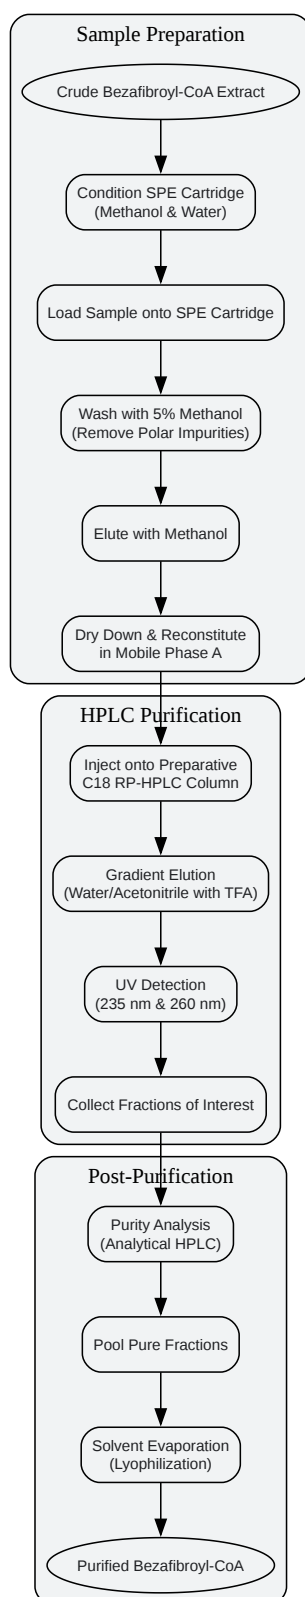 Sample Preparation
Crude Bezafibroyl-CoA Extract
Condition SPE Cartridge
(Methanol & Water)
Load Sample onto SPE Cartridge
Wash with 5% Methanol
(Remove Polar Impurities)
Elute with Methanol
Dry Down & Reconstitute
in Mobile Phase A
HPLC Purification
Inject onto Preparative
C18 RP-HPLC Column
Gradient Elution
(Water/Acetonitrile with TFA)
UV Detection
(235 nm & 260 nm)
Collect Fractions of Interest
Post-Purification
Purity Analysis
(Analytical HPLC)
Pool Pure Fractions
Solvent Evaporation
(Lyophilization)
Purified Bezafibroyl-CoA